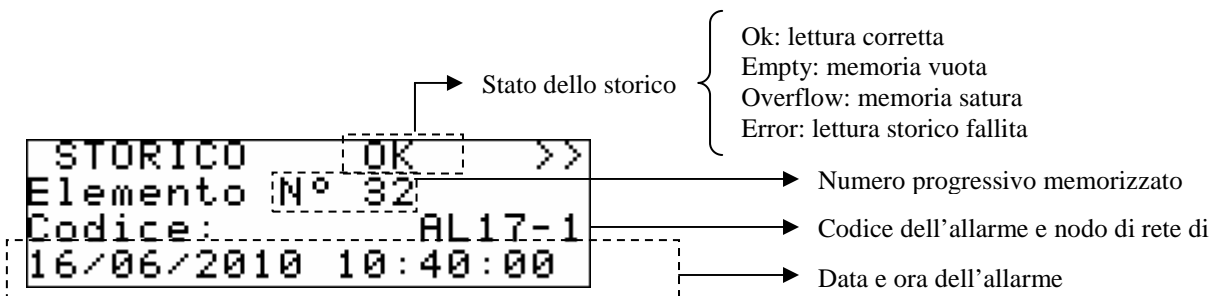 Ok: lettura corretta
Empty: memoria vuota
Overflow: memoria satura
Error: lettura storico fallita
Stato dello storico
STORICO OK >>
Elemento N° 32
Codice: AL17-1
16/06/2010 10:40:00
Numero progressivo memorizzato
Codice dell’allarme e nodo di rete di
Data e ora dell’allarme